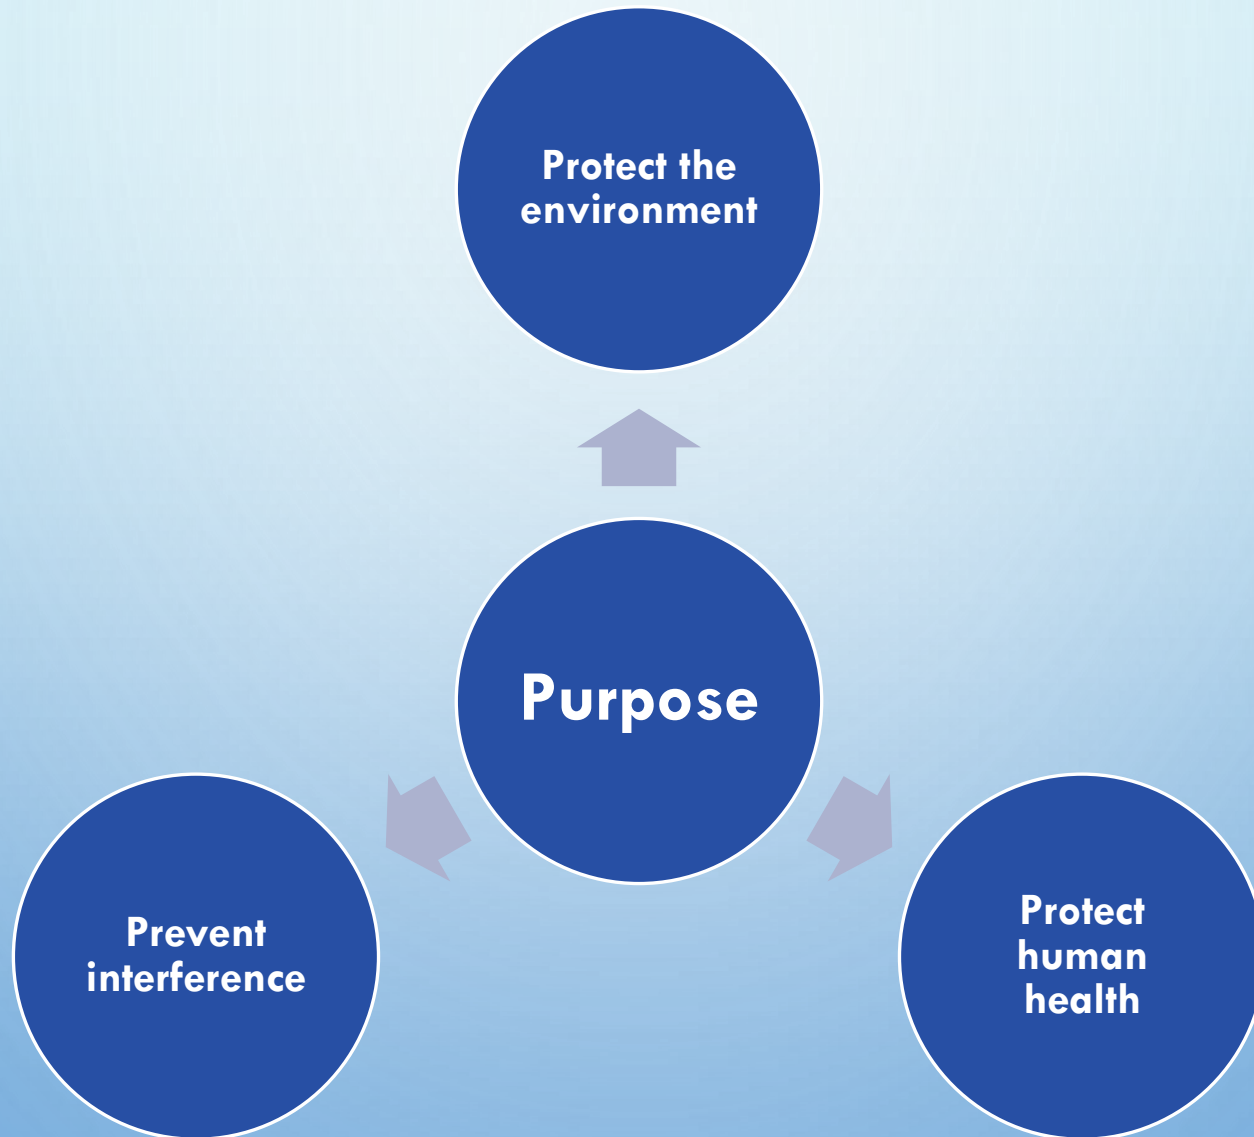 Protect the
environment
Purpose
Prevent
interference
Protect
human
health